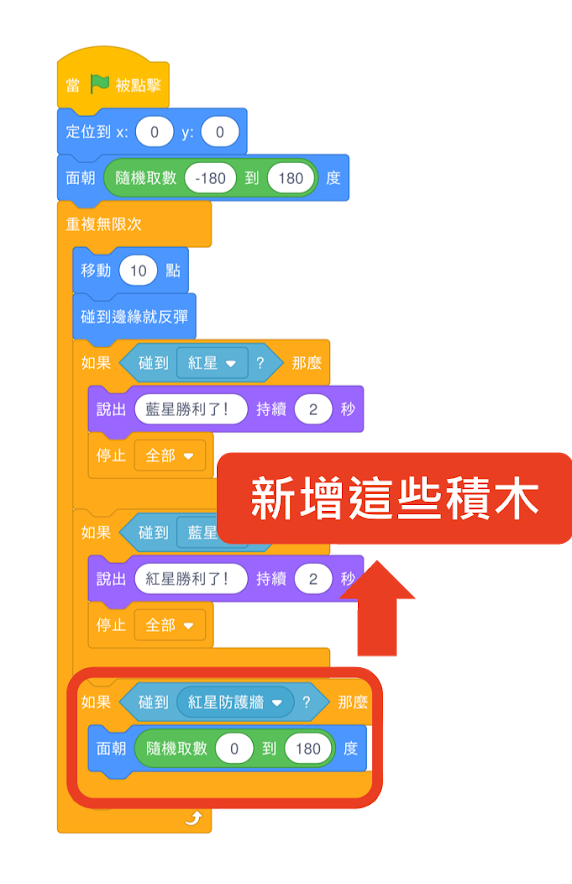 當 被點擊
定位到 x: 0 y: 0
面朝 隨機取數 -180 到 180 度
重複無限次
移動 10 點
碰到邊緣就反彈
如果 碰到 紅星 ? 那麼
說出 藍星勝利了! 持續 2 秒
停止 全部
新增這些積木
如果 碰到 藍星
說出 紅星勝利了! 持續 2 秒
停止 全部
如果 碰到 紅星防護牆 ? 那麼
面朝 隨機取數 0 到 180 度